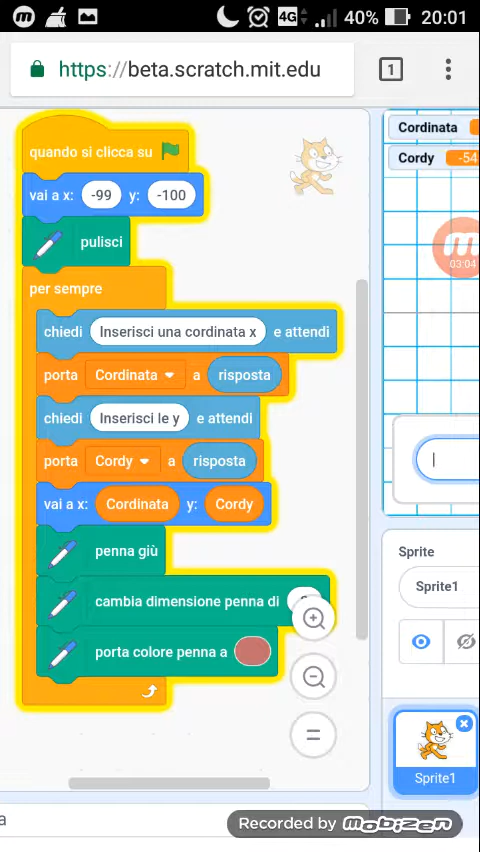 4G 40% 20:01
https://beta.scratch.mit.edu 1
quando si clicca su
vai a x: -99 y: -100
pulisci
per sempre
chiedi Inserisci una cordinata x e attendi
porta Cordinata a risposta
chiedi Inserisci le y e attendi
porta Cordy a risposta
vai a x: Cordinata y: Cordy
penna giù
cambia dimensione penna di
porta colore penna a
Cordinata
Cordy -54
03:04
Sprite
Sprite1
Sprite1
a
Recorded by mobizen